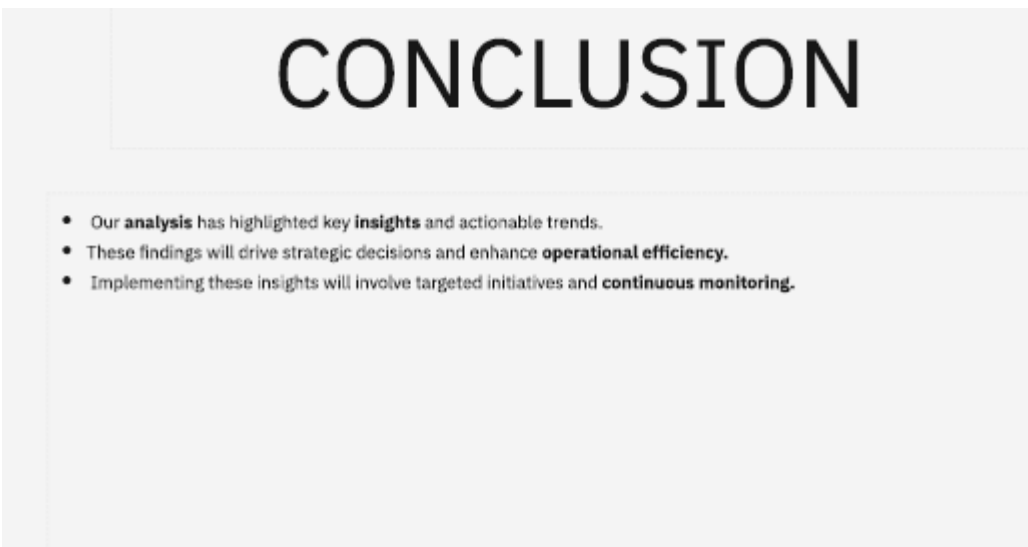 CONCLUSION
• Our analysis has highlighted key insights and actionable trends.
• These findings will drive strategic decisions and enhance operational efficiency.
• Implementing these insights will involve targeted initiatives and continuous monitoring.